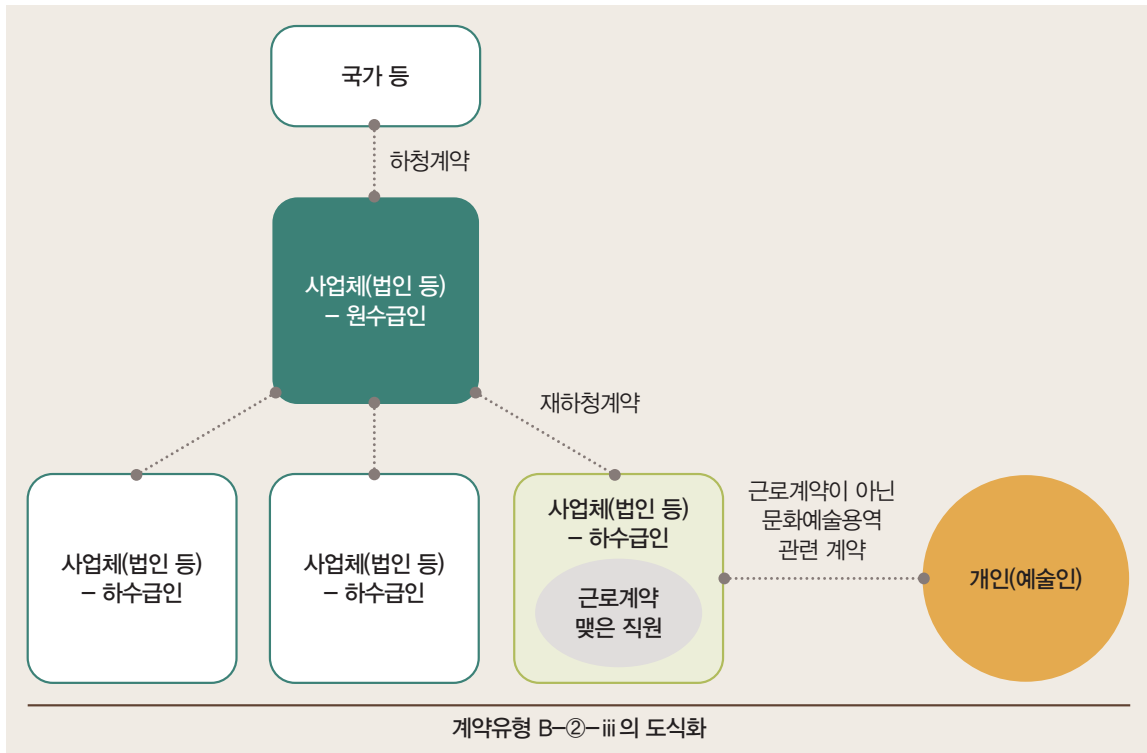 국가 등
하청계약
사업체(법인 등)
– 원수급인
재하청계약
사업체(법인 등)
– 하수급인
사업체(법인 등)
– 하수급인
사업체(법인 등)
– 하수급인
근로계약
맺은 직원
근로계약이 아닌
문화예술용역
관련 계약
개인(예술인)
계약유형 B–②–ⅲ의 도식화